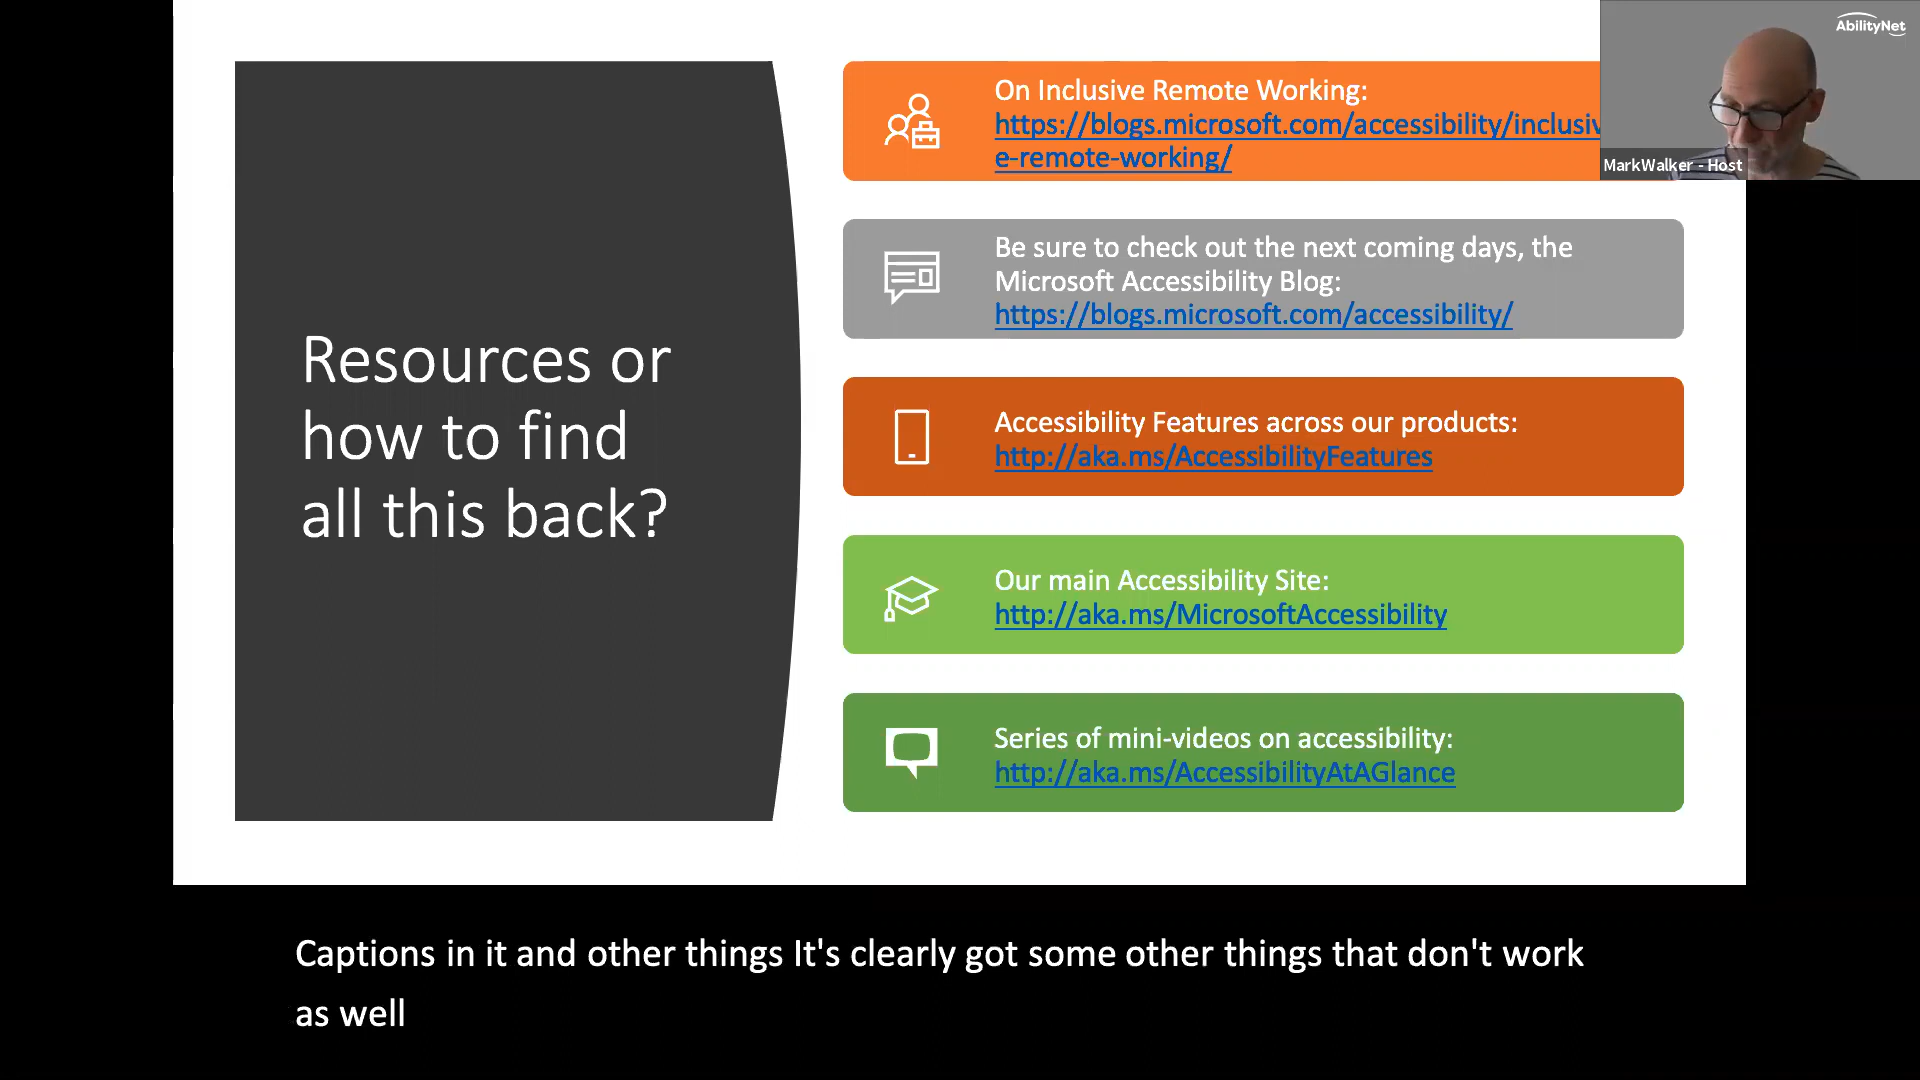 Resources or
how to find
all this back?
On Inclusive Remote Working:
https://blogs.microsoft.com/accessibility/inclusiv
e-remote-working/
Be sure to check out the next coming days, the
Microsoft Accessibility Blog:
https://blogs.microsoft.com/accessibility/
Accessibility Features across our products:
http://aka.ms/AccessibilityFeatures
Our main Accessibility Site:
http://aka.ms/MicrosoftAccessibility
Series of mini-videos on accessibility:
http://aka.ms/AccessibilityAtAGlance
AbilityNet
MarkWalker - Host
Captions in it and other things It's clearly got some other things that don't work
as well